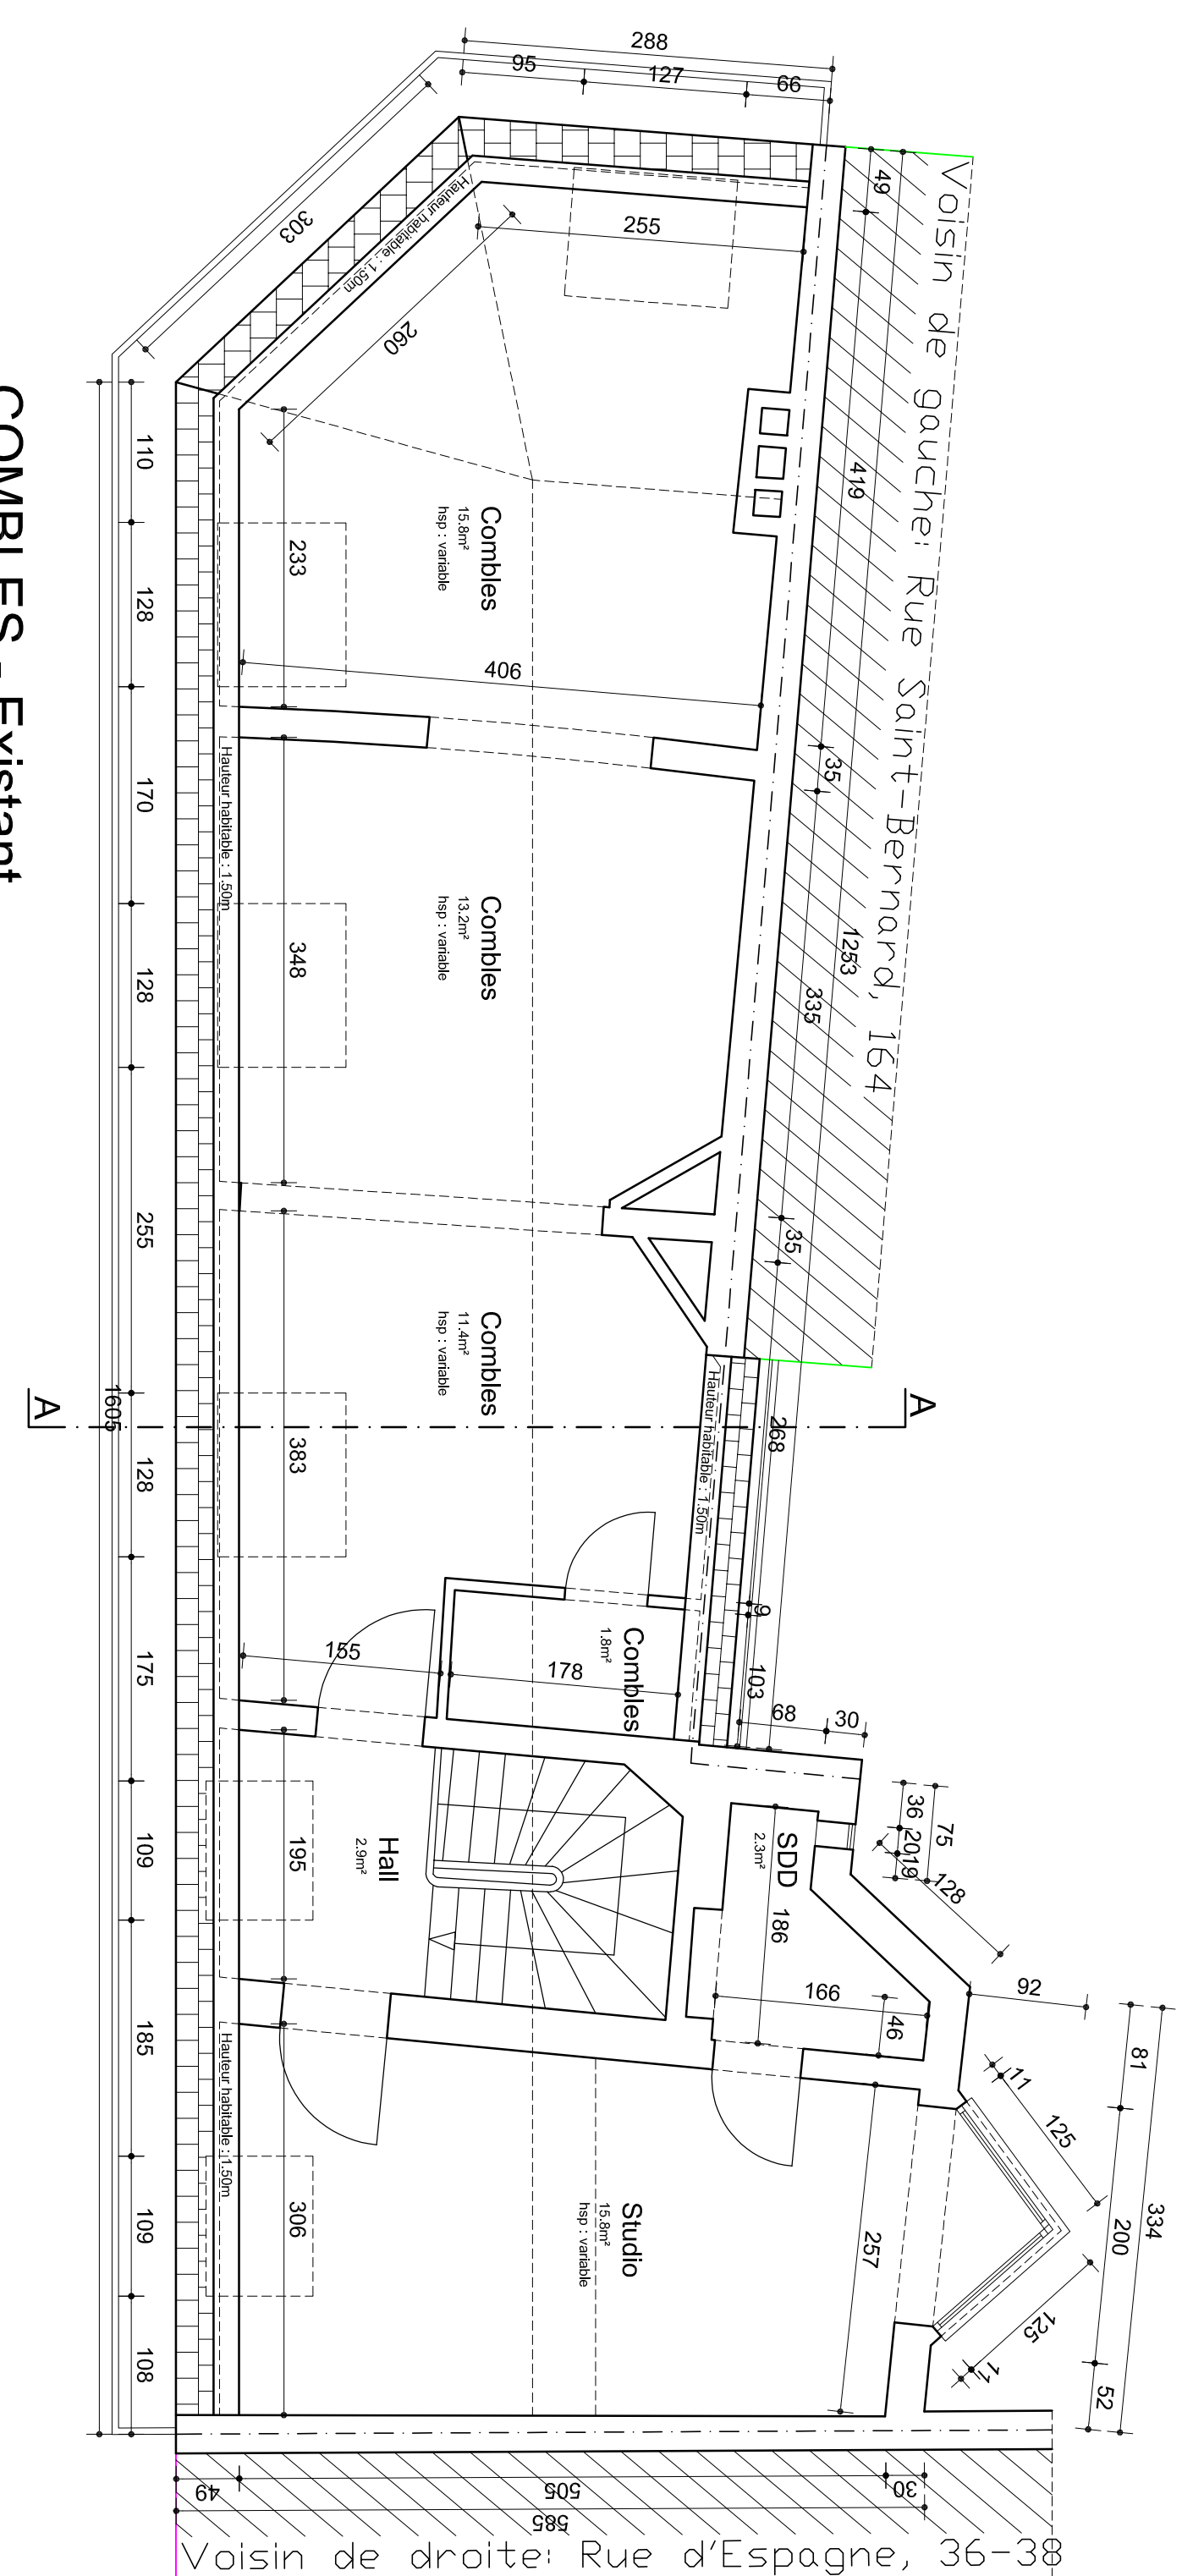 COMBLES - Existant
Voisin de gauche: Rue Saint-Bernard, 164
Voisin de droite: Rue d'Espagne, 36-38
288
95
127
66
303
Hauteur habitable : 1.50m
260
255
49
419
1253
35
335
35
268
9
103
68
30
Combles
15.8m²
hsp : variable
233
406
Hauteur habitable : 1.50m
Combles
13.2m²
hsp : variable
348
Combles
11.4m²
hsp : variable
383
Hauteur habitable : 1.50m
A
A
Combles
1.8m²
155
178
Hall
2.9m²
195
SDD
2.3m²
186
166
46
36
20
19
75
128
92
81
11
125
200
334
125
11
52
257
Studio
15.8m²
hsp : variable
306
Hauteur habitable : 1.50m
110
128
170
128
255
128
175
109
185
109
108
1605
49
505
30
585